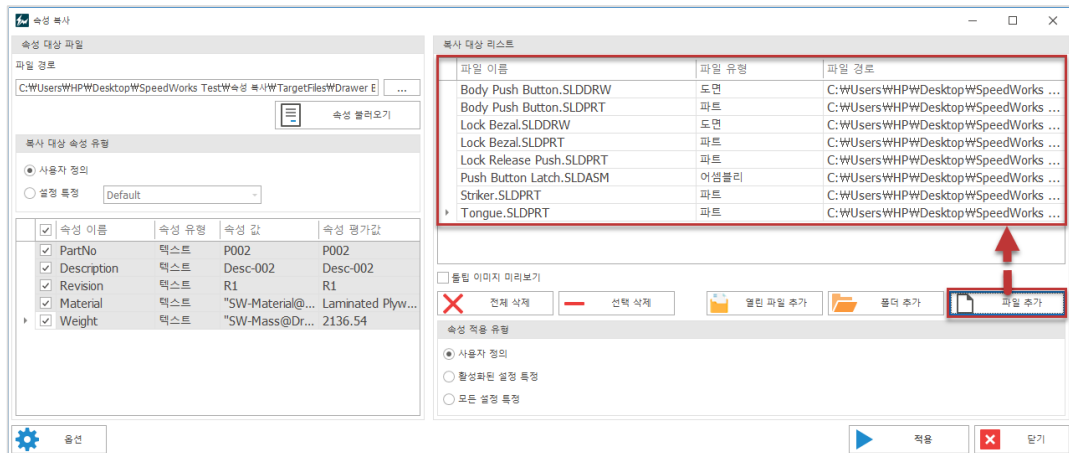 속성 복사
속성 대상 파일
파일 경로
C:￦Users￦HP￦Desktop￦SpeedWorks Test￦속성 복사￦TargetFiles￦Drawer E ...
속성 불러오기
복사 대상 속성 유형
사용자 정의
설정 특정 Default
속성 이름 속성 유형 속성 값 속성 평가값
PartNo 텍스트 P002 P002
Description 텍스트 Desc-002 Desc-002
Revision 텍스트 R1 R1
Material 텍스트 "SW-Material@... Laminated Plyw...
Weight 텍스트 "SW-Mass@Dr... 2136.54
옵션
복사 대상 리스트
파일 이름 파일 유형 파일 경로
Body Push Button.SLDDRW 도면 C:￦Users￦HP￦Desktop￦SpeedWorks ...
Body Push Button.SLDPRT 파트 C:￦Users￦HP￦Desktop￦SpeedWorks ...
Lock Bezal.SLDDRW 도면 C:￦Users￦HP￦Desktop￦SpeedWorks ...
Lock Bezal.SLDPRT 파트 C:￦Users￦HP￦Desktop￦SpeedWorks ...
Lock Release Push.SLDPRT 파트 C:￦Users￦HP￦Desktop￦SpeedWorks ...
Push Button Latch.SLDASM 어셈블리 C:￦Users￦HP￦Desktop￦SpeedWorks ...
Striker.SLDPRT 파트 C:￦Users￦HP￦Desktop￦SpeedWorks ...
Tongue.SLDPRT 파트 C:￦Users￦HP￦Desktop￦SpeedWorks ...
툴팁 이미지 미리보기
전체 삭제 선택 삭제 열린 파일 추가 폴더 추가 파일 추가
속성 적용 유형
사용자 정의
활성화된 설정 특정
모든 설정 특정
적용 닫기